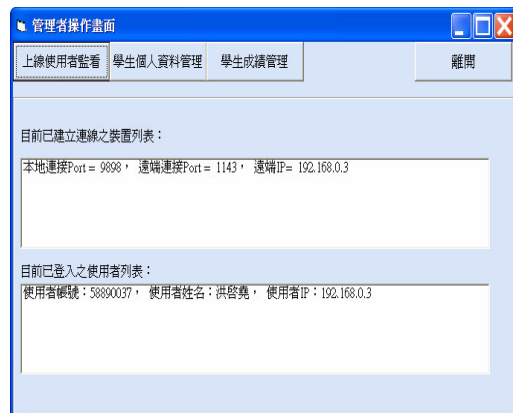 管理者操作畫面
上線使用者監看 學生個人資料管理 學生成績管理 離開
目前已建立連線之裝置列表：
本地連接Port = 9898， 遠端連接Port = 1143， 遠端IP= 192.168.0.3
目前已登入之使用者列表：
使用者帳號：58890037， 使用者姓名：洪啓堯， 使用者IP：192.168.0.3